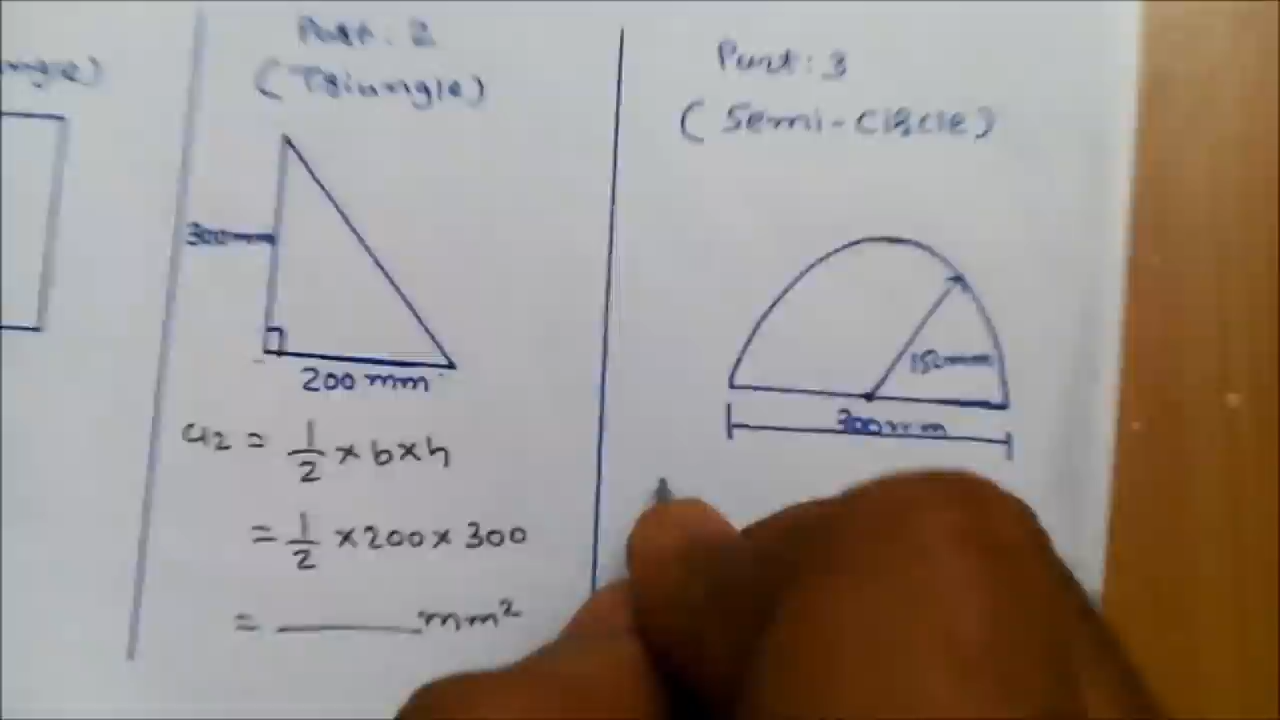 Part : 2
(Triangle)
300mm
200 mm
a2 = 1/2 × b × h
= 1/2 × 200 × 300
= ______ mm²
Part : 3
(Semi-Circle)
150mm
300mm